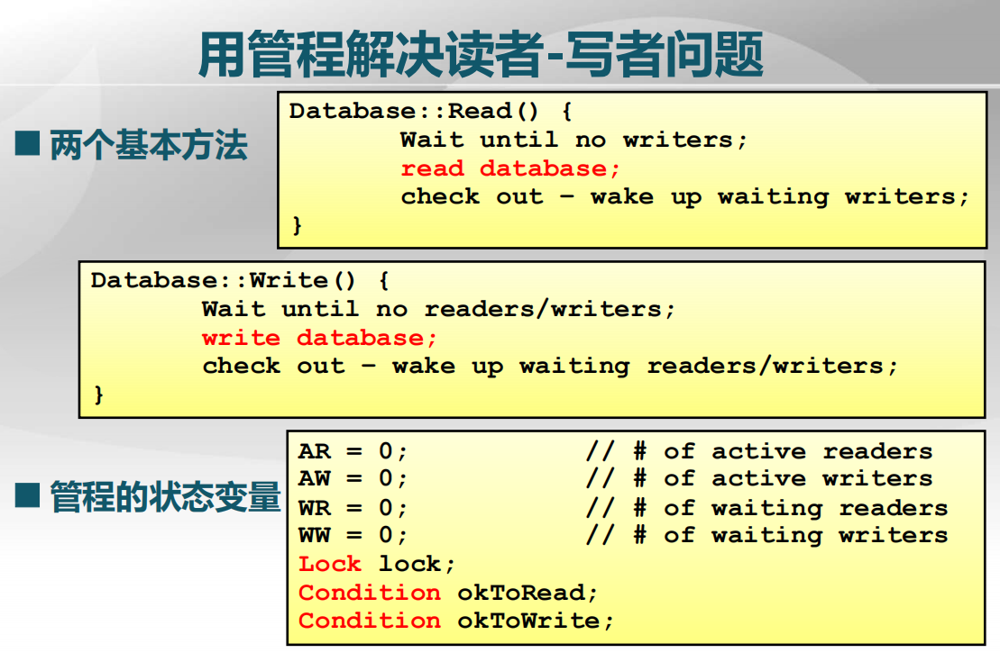 用管程解决读者-写者问题
两个基本方法
Database::Read() {
Wait until no writers;
read database;
check out – wake up waiting writers;
}
Database::Write() {
Wait until no readers/writers;
write database;
check out – wake up waiting readers/writers;
}
管程的状态变量
AR = 0; // # of active readers
AW = 0; // # of active writers
WR = 0; // # of waiting readers
WW = 0; // # of waiting writers
Lock lock;
Condition okToRead;
Condition okToWrite;